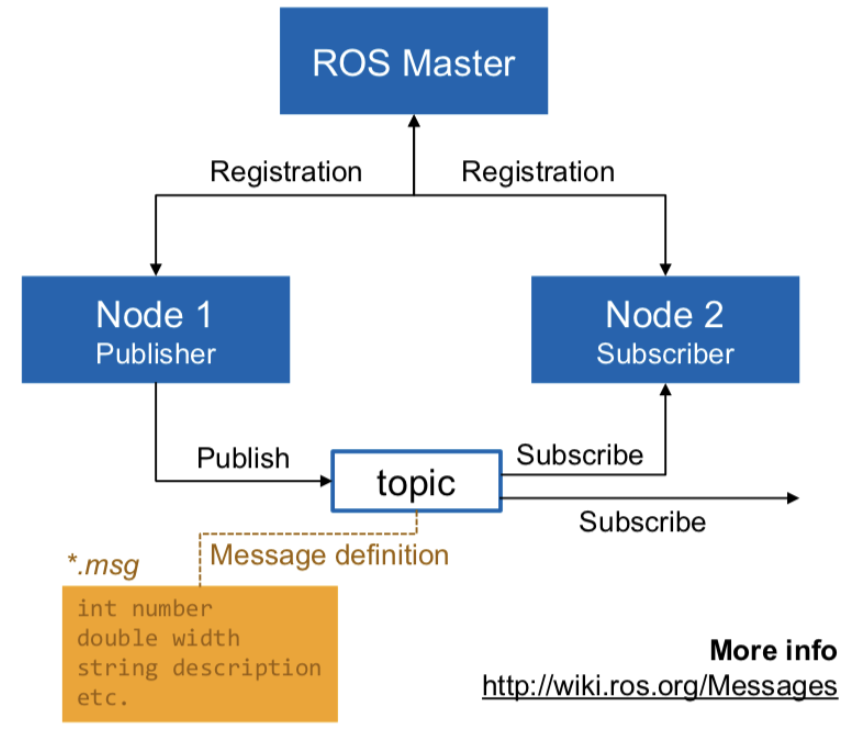 ROS Master
Registration
Registration
Node 1
Publisher
Node 2
Subscriber
Publish
topic
Subscribe
Subscribe
Message definition
*.msg
int number
double width
string description
etc.
More info
http://wiki.ros.org/Messages